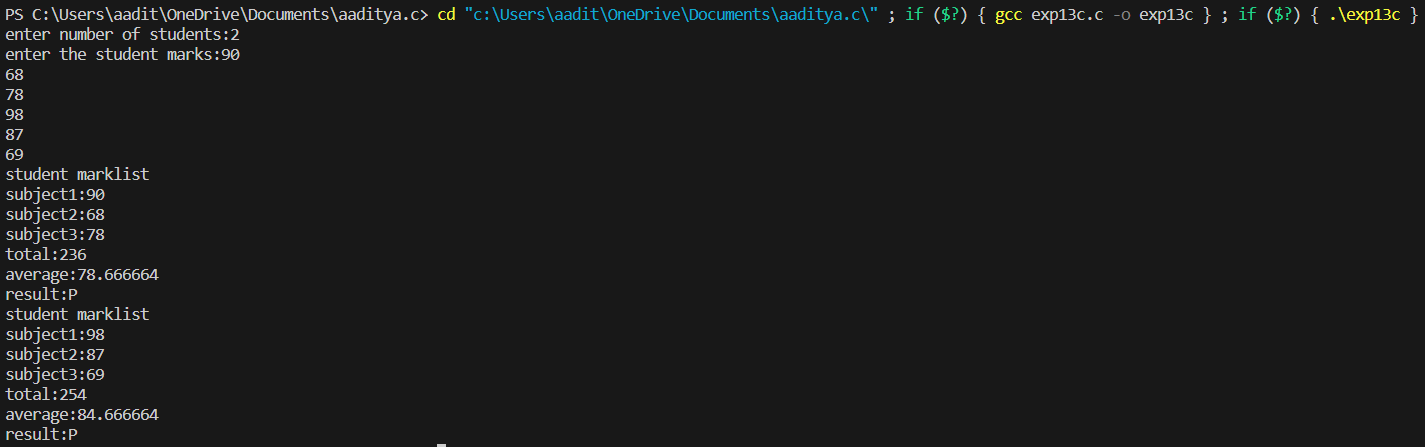 PS C:\Users\aadit\OneDrive\Documents\aaditya.c> cd "c:\Users\aadit\OneDrive\Documents\aaditya.c\" ; if ($?) { gcc exp13c.c -o exp13c } ; if ($?) { .\exp13c }
enter number of students:2
enter the student marks:90
68
78
98
87
69
student marklist
subject1:90
subject2:68
subject3:78
total:236
average:78.666664
result:P
student marklist
subject1:98
subject2:87
subject3:69
total:254
average:84.666664
result:P